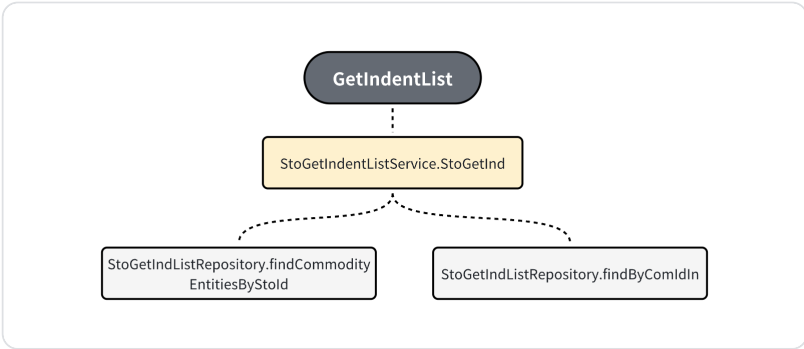 GetIndentList
StoGetIndentListService.StoGetInd
StoGetIndListRepository.findCommodity
EntitiesByStoId
StoGetIndListRepository.findByComIdIn